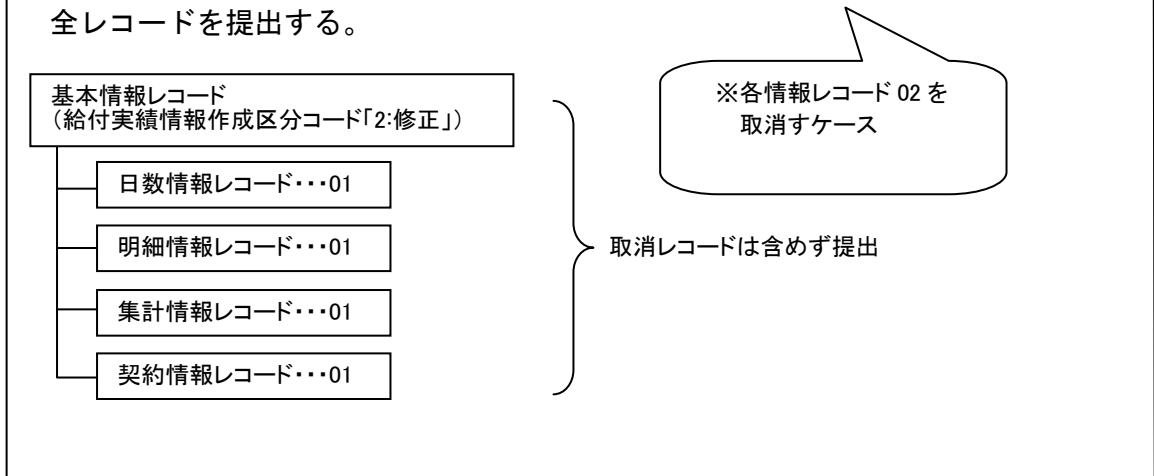 全レコードを提出する。
基本情報レコード
（給付実績情報作成区分コード「2:修正」）
※各情報レコード 02 を
取消すケース
日数情報レコード・・・01
明細情報レコード・・・01
取消レコードは含めず提出
集計情報レコード・・・01
契約情報レコード・・・01